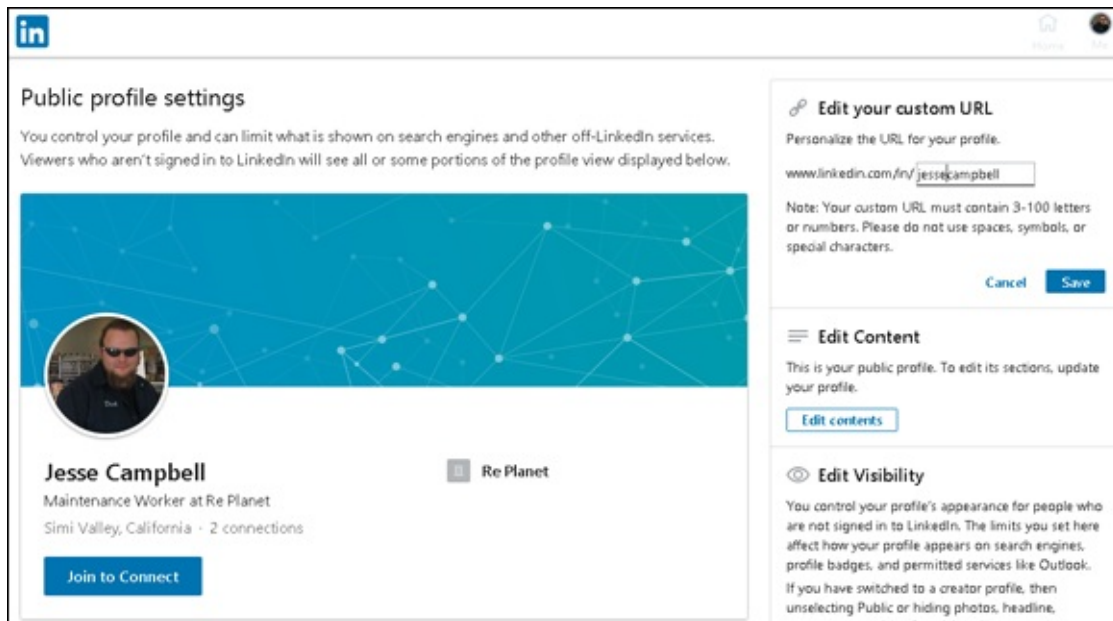 in
Home
Me
Public profile settings
You control your profile and can limit what is shown on search engines and other off-LinkedIn services.
Viewers who aren't signed in to LinkedIn will see all or some portions of the profile view displayed below.
Jesse Campbell
Maintenance Worker at Re Planet
Simi Valley, California · 2 connections
Join to Connect
Re Planet
Edit your custom URL
Personalize the URL for your profile.
www.linkedin.com/in/ jessecampbell
Note: Your custom URL must contain 3-100 letters
or numbers. Please do not use spaces, symbols, or
special characters.
Cancel Save
Edit Content
This is your public profile. To edit its sections, update
your profile.
Edit contents
Edit Visibility
You control your profile's appearance for people who
are not signed in to LinkedIn. The limits you set here
affect how your profile appears on search engines,
profile badges, and permitted services like Outlook.
If you have switched to a creator profile, then
unselecting Public or hiding photos, headline,